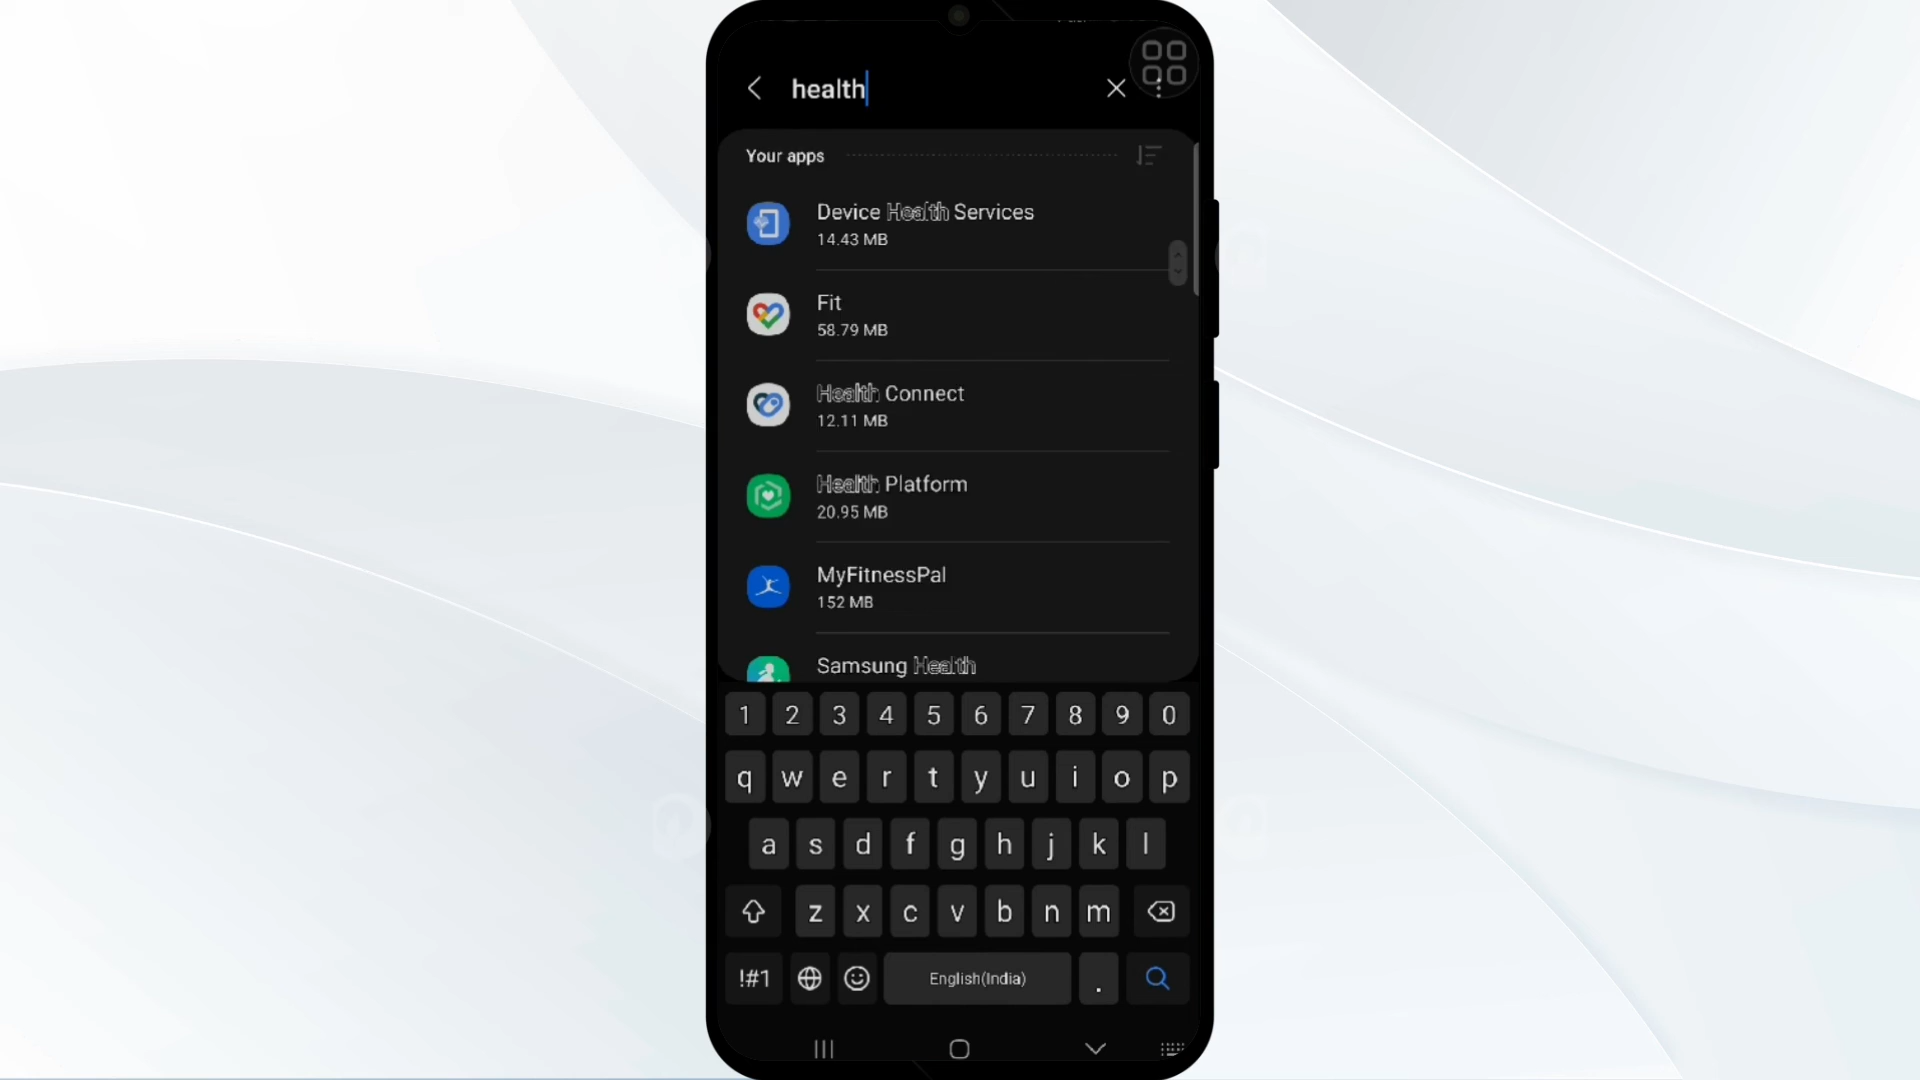 health
Your apps
Device Health Services
14.43 MB
Fit
58.79 MB
Health Connect
12.11 MB
Health Platform
20.95 MB
MyFitnessPal
152 MB
Samsung Health
1 2 3 4 5 6 7 8 9 0
q w e r t y u i o p
a s d f g h j k l
z x c v b n m
!#1 English(India) .